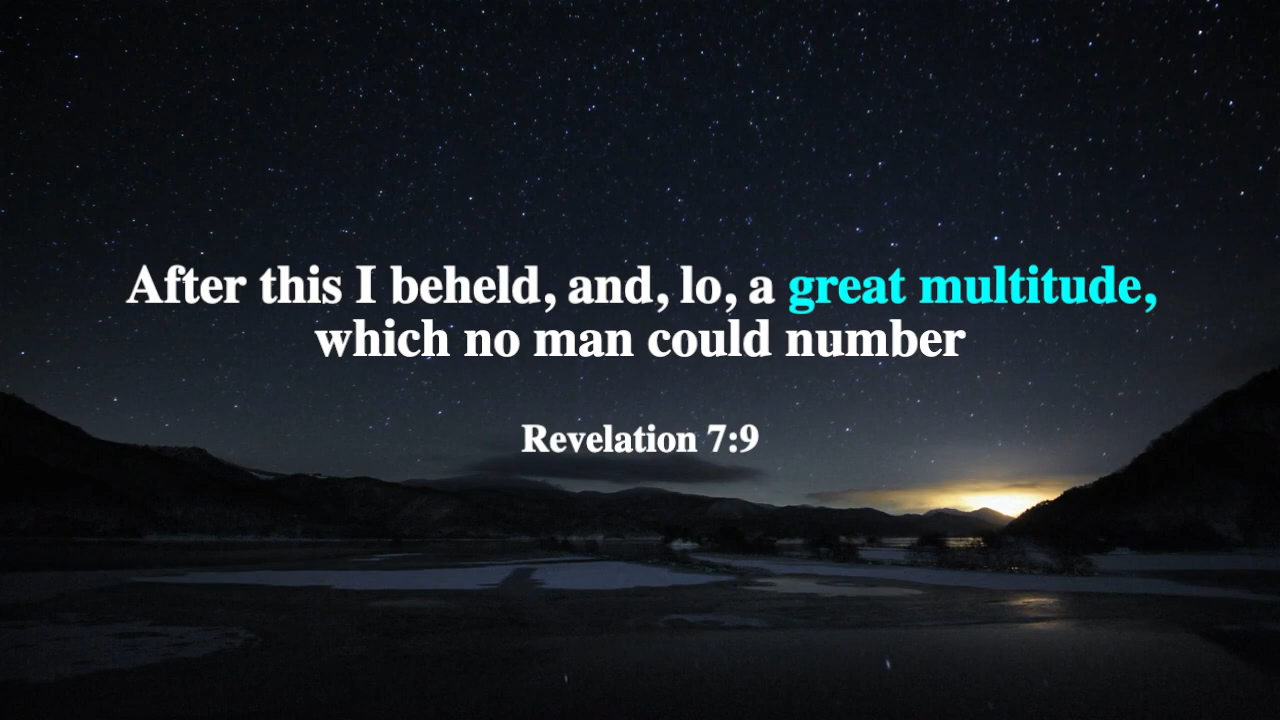 After this I beheld, and, lo, a great multitude,
which no man could number
Revelation 7:9